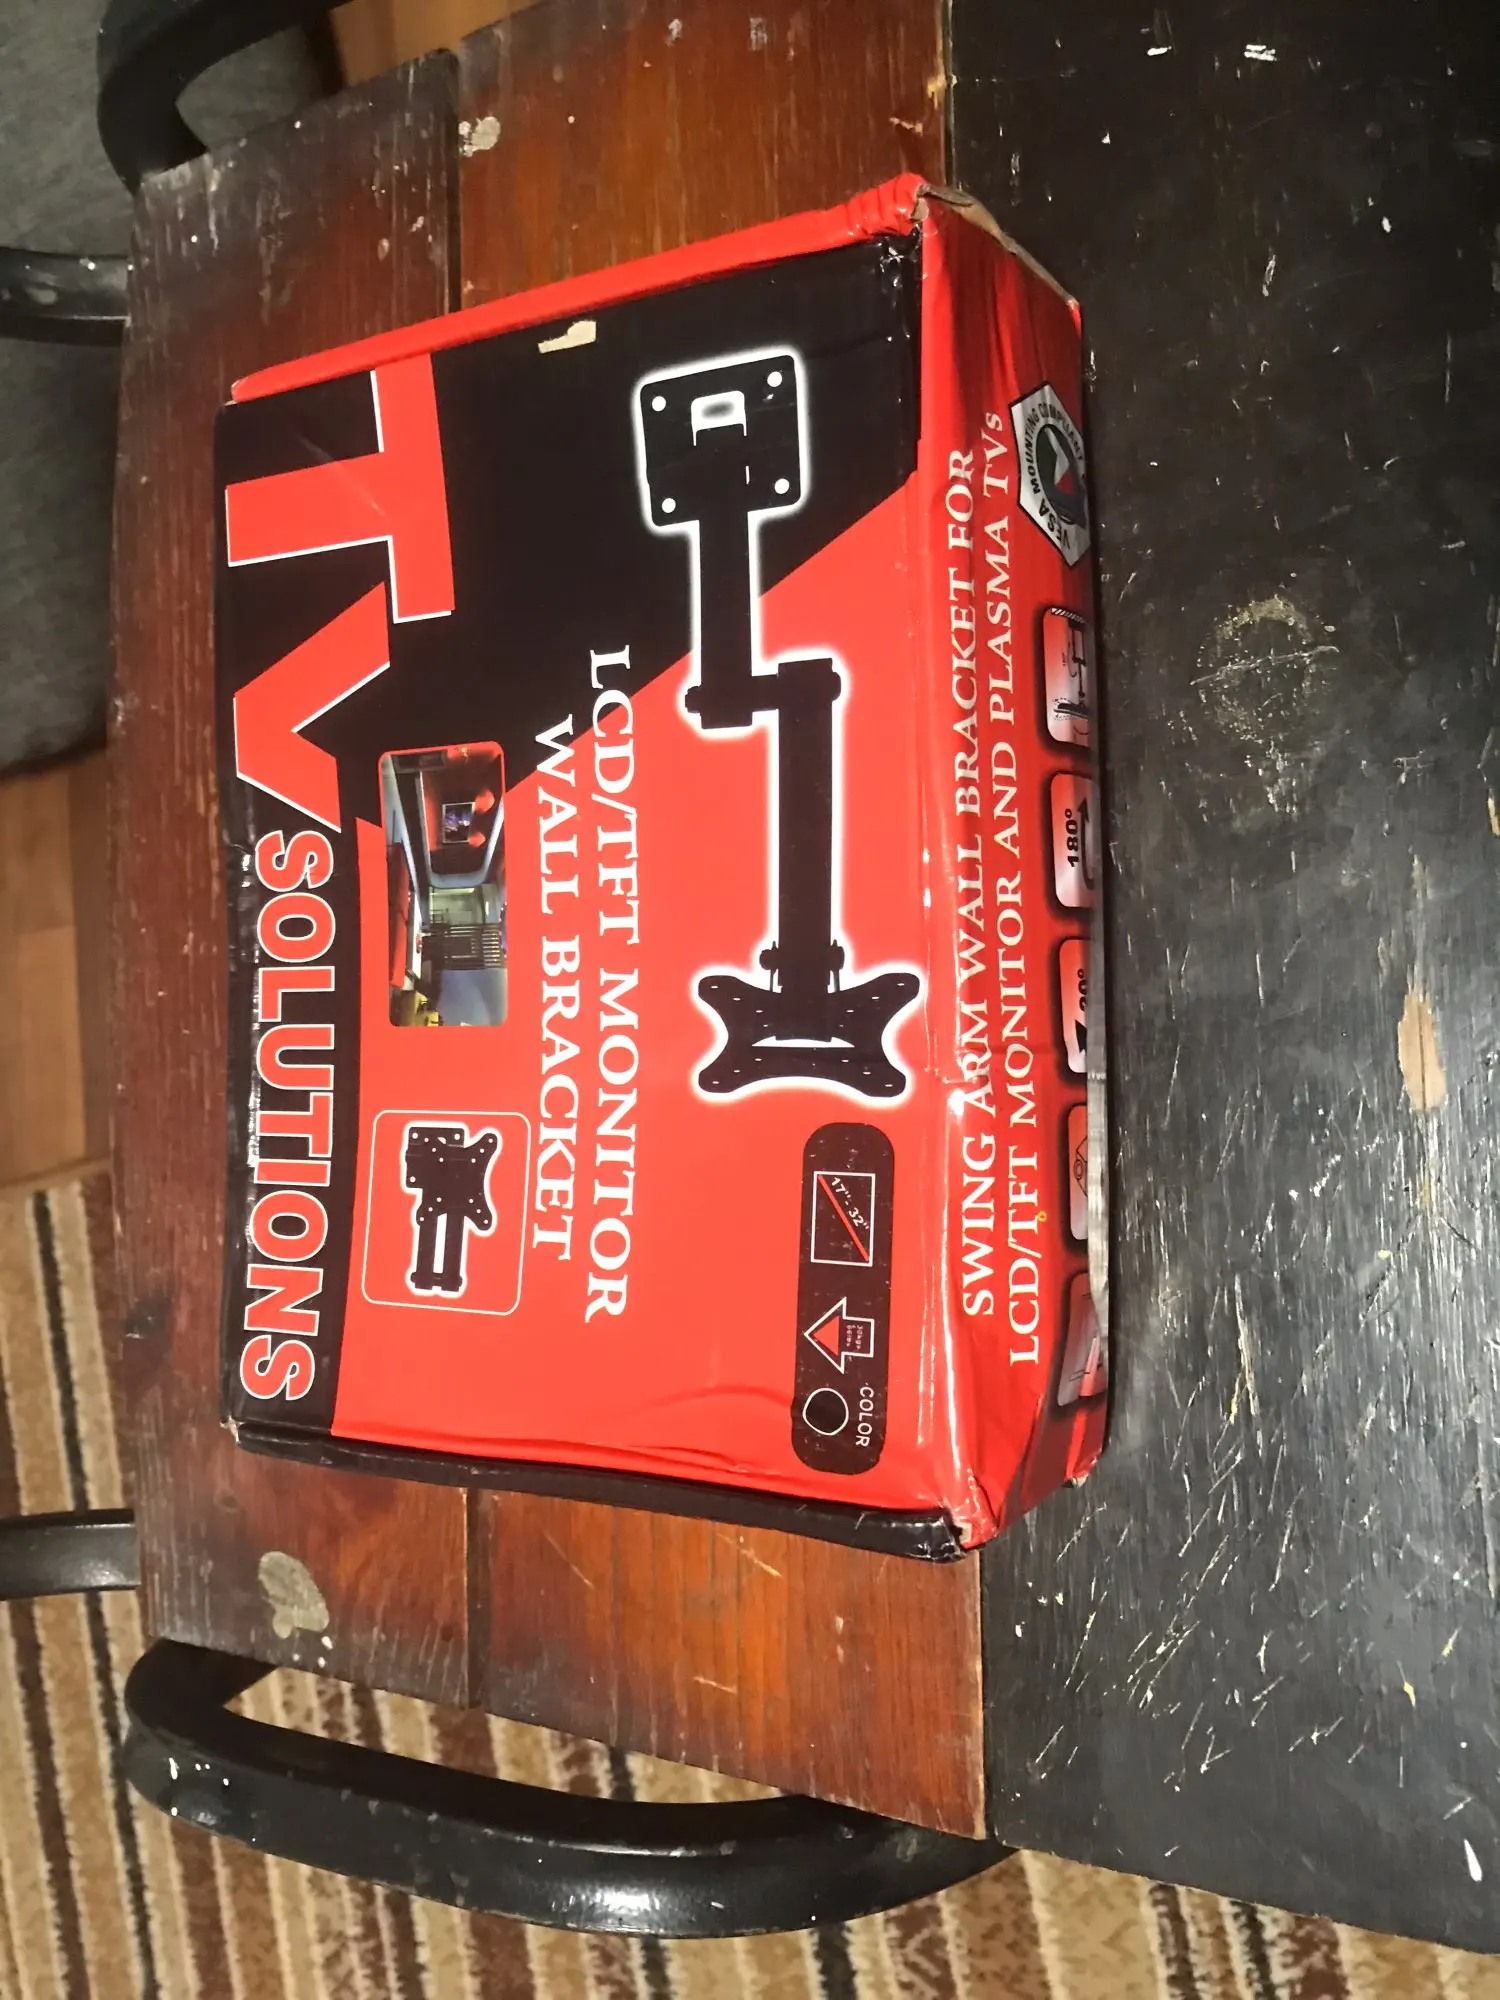 TV SOLUTIONS
LCD/TFT MONITOR
WALL BRACKET
17"- 32"
COLOR
SWING ARM WALL BRACKET FOR
LCD/TFT MONITOR AND PLASMA TVs
VESA MOUNTING COMPLIANT
180°